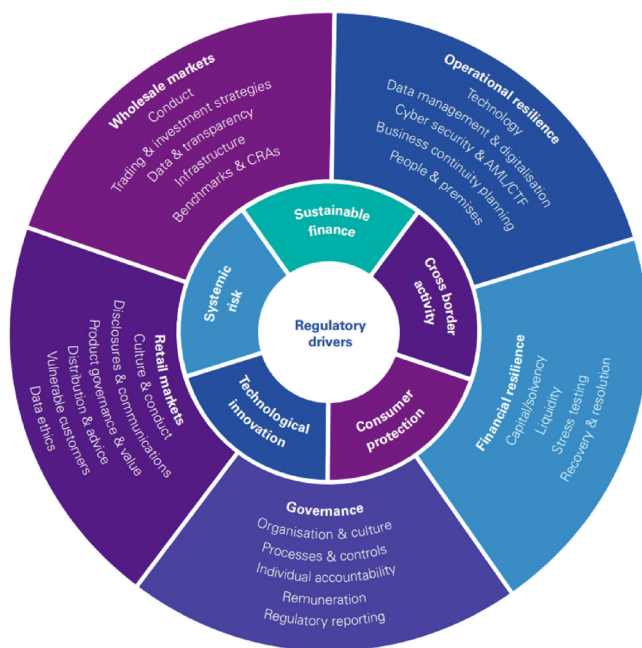 Wholesale markets
Conduct
Trading & investment strategies
Data & transparency
Infrastructure
Benchmarks & CRAs
Operational resilience
Technology
Data management & digitalisation
Cyber security & AML/CTF
Business continuity planning
People & premises
Financial resilience
Capital/solvency
Liquidity
Stress testing
Recovery & resolution
Governance
Organisation & culture
Processes & controls
Individual accountability
Remuneration
Regulatory reporting
Retail markets
Culture & conduct
Disclosures & communications
Product governance & value
Distribution & advice
Vulnerable customers
Data ethics
Sustainable
finance
Cross border
activity
Consumer
protection
Technological
innovation
Systemic
risk
Regulatory
drivers